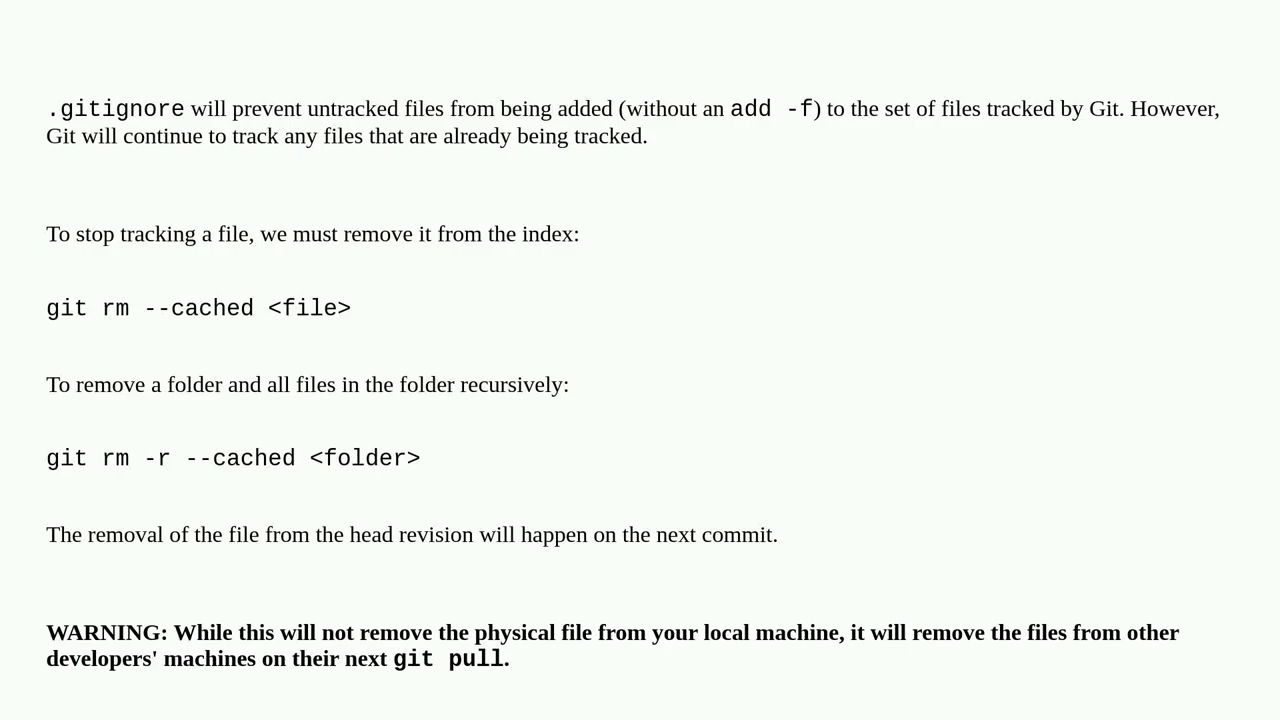 .gitignore will prevent untracked files from being added (without an add -f) to the set of files tracked by Git. However,
Git will continue to track any files that are already being tracked.
To stop tracking a file, we must remove it from the index:
git rm --cached <file>
To remove a folder and all files in the folder recursively:
git rm -r --cached <folder>
The removal of the file from the head revision will happen on the next commit.
WARNING: While this will not remove the physical file from your local machine, it will remove the files from other
developers' machines on their next git pull.